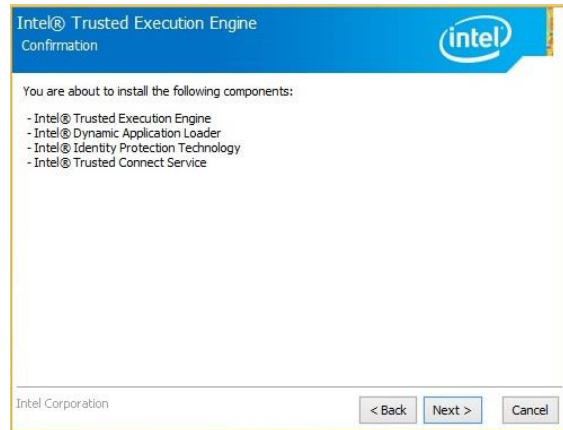 Intel® Trusted Execution Engine
Confirmation
intel
You are about to install the following components:
- Intel® Trusted Execution Engine
- Intel® Dynamic Application Loader
- Intel® Identity Protection Technology
- Intel® Trusted Connect Service
Intel Corporation
< Back Next > Cancel